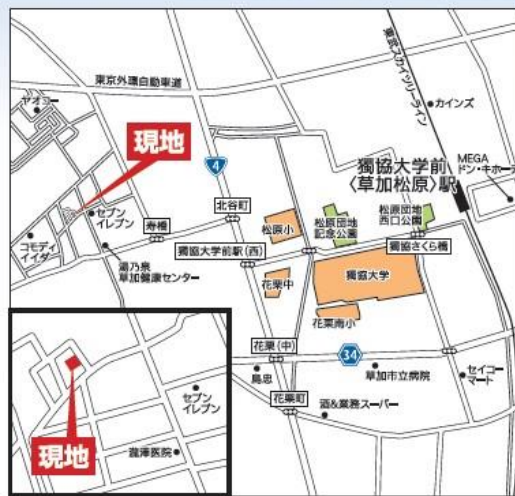 東京外環自動車道
東武スカイツリーライン
ヤオコー
カインズ
現地
4
獨協大学前
〈草加松原〉駅
MEGA
ドン・キホーテ
北谷町
セブン
イレブン
寿橋
松原小
松原団地
記念公園
松原団地
西口公園
コモディ
イイダ
獨協大学前駅(西)
獨協さくら橋
湯乃泉
草加健康センター
花栗中
獨協大学
花栗南小
花栗(中)
34
島忠
草加市立病院
セイコー
マート
花栗町
酒&業務スーパー
セブン
イレブン
現地
瀧澤医院